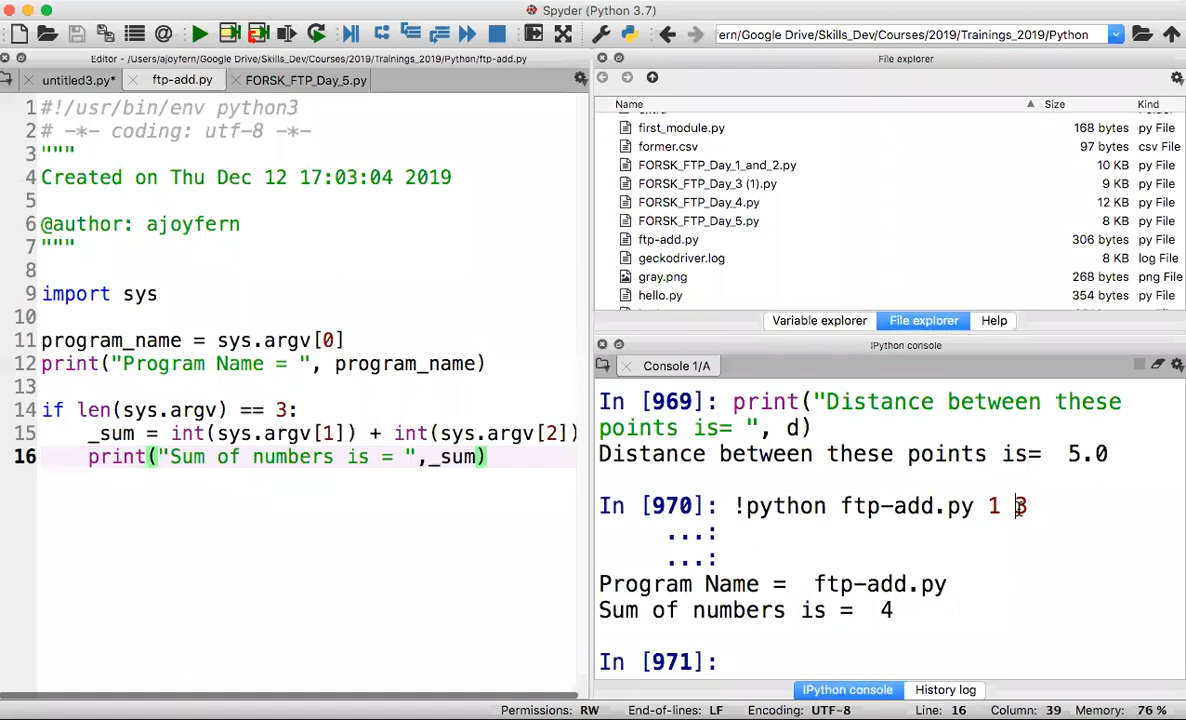 Spyder (Python 3.7)
ern/Google Drive/Skills_Dev/Courses/2019/Trainings_2019/Python
Editor - /Users/ajoyfern/Google Drive/Skills_Dev/Courses/2019/Trainings_2019/Python/ftp-add.py
untitled3.py*
ftp-add.py
FORSK_FTP_Day_5.py
1 #!/usr/bin/env python3
2 # -*- coding: utf-8 -*-
3 """
4 Created on Thu Dec 12 17:03:04 2019
5
6 @author: ajoyfern
7 """
8
9 import sys
10
11 program_name = sys.argv[0]
12 print("Program Name = ", program_name)
13
14 if len(sys.argv) == 3:
15 _sum = int(sys.argv[1]) + int(sys.argv[2])
16 print("Sum of numbers is = ",_sum)
File explorer
Name Size Kind
first_module.py 168 bytes py File
former.csv 97 bytes csv File
FORSK_FTP_Day_1_and_2.py 10 KB py File
FORSK_FTP_Day_3 (1).py 9 KB py File
FORSK_FTP_Day_4.py 12 KB py File
FORSK_FTP_Day_5.py 8 KB py File
ftp-add.py 306 bytes py File
geckodriver.log 8 KB log File
gray.png 268 bytes png File
hello.py 354 bytes py File
Variable explorer File explorer Help
IPython console
Console 1/A
In [969]: print("Distance between these
points is= ", d)
Distance between these points is=  5.0
In [970]: !python ftp-add.py 1 3
...:
...:
Program Name =  ftp-add.py
Sum of numbers is =  4
In [971]:
IPython console History log
Permissions: RW End-of-lines: LF Encoding: UTF-8 Line: 16 Column: 39 Memory: 76 %